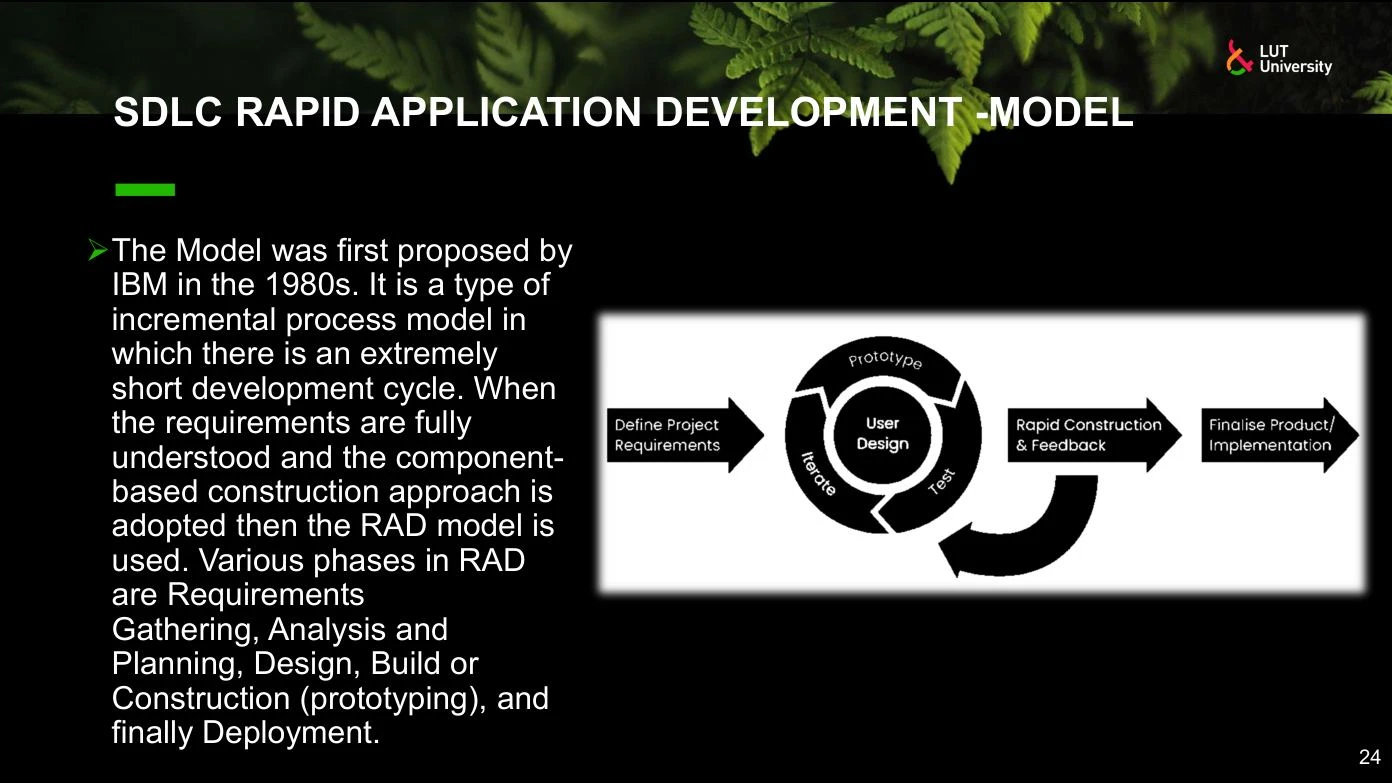 LUT
University
SDLC RAPID APPLICATION DEVELOPMENT -MODEL
The Model was first proposed by
IBM in the 1980s. It is a type of
incremental process model in
which there is an extremely
short development cycle. When
the requirements are fully
understood and the component-
based construction approach is
adopted then the RAD model is
used. Various phases in RAD
are Requirements
Gathering, Analysis and
Planning, Design, Build or
Construction (prototyping), and
finally Deployment.
Define Project
Requirements
Prototype
Test
Iterate
User
Design
Rapid Construction
& Feedback
Finalise Product/
Implementation
24